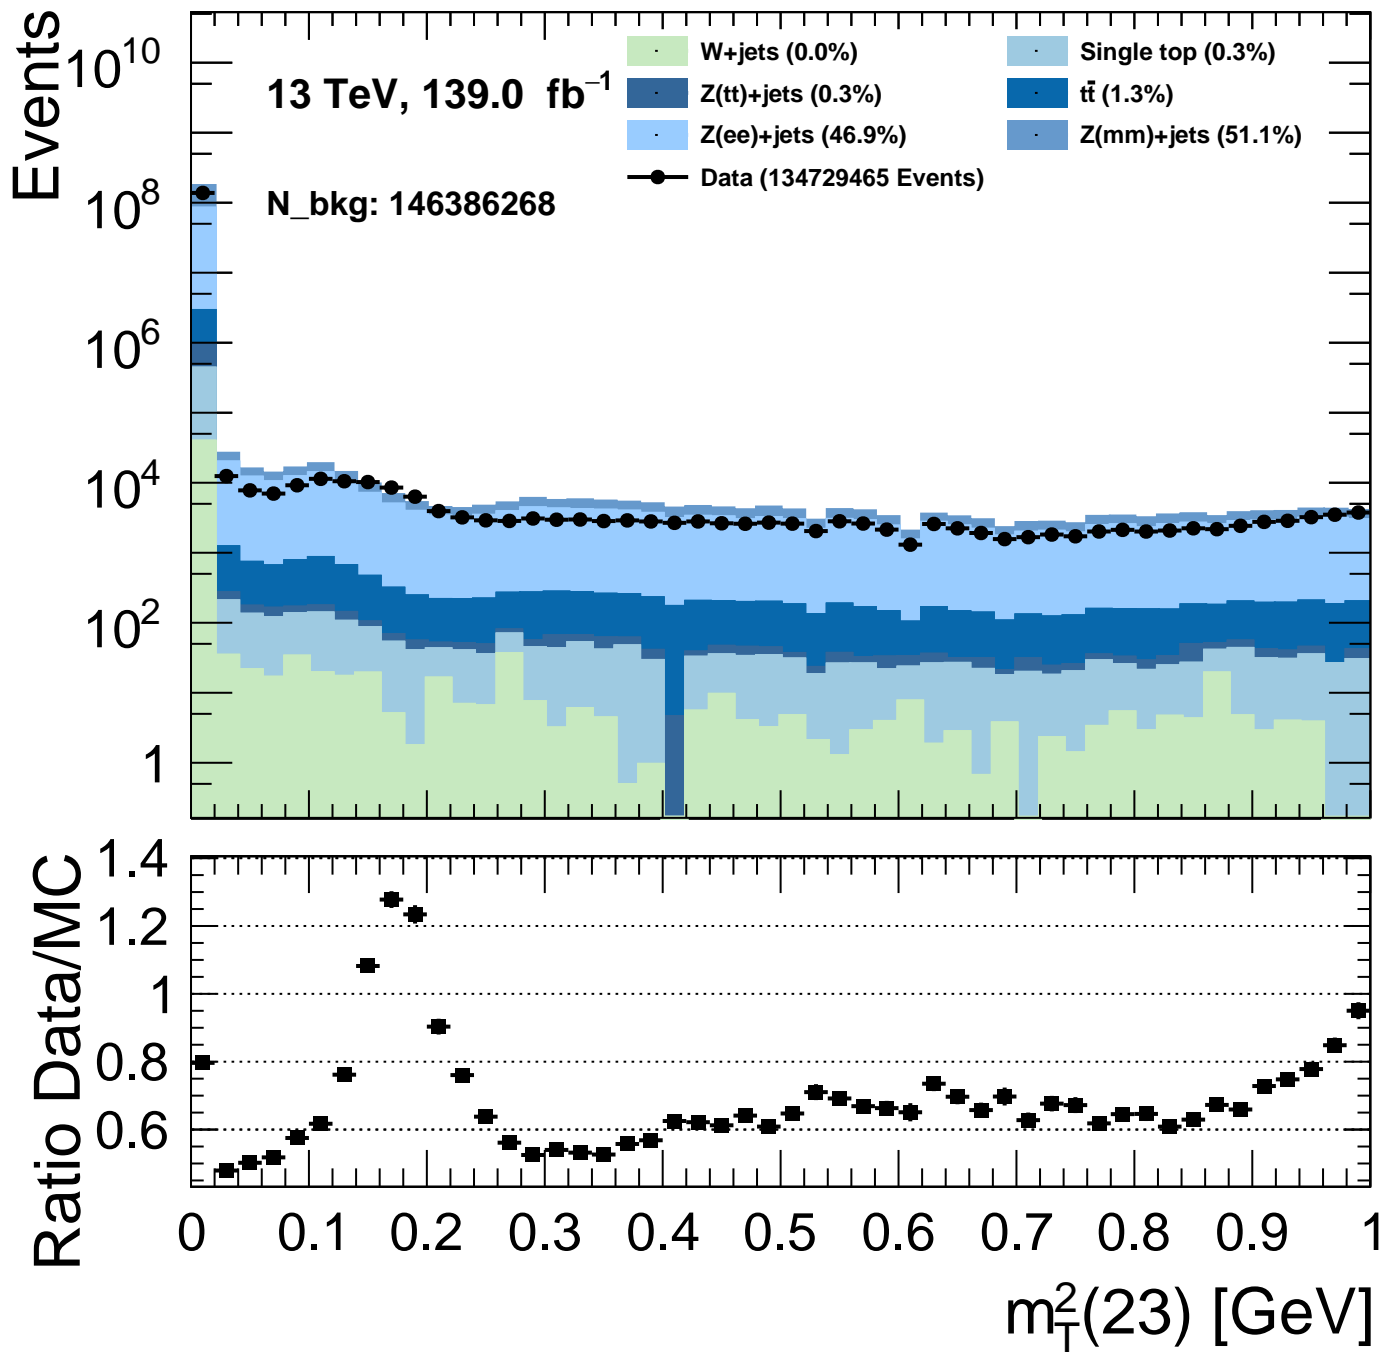 Events
10^10
10^8
10^6
10^4
10^2
1
13 TeV, 139.0 fb^−1
N_bkg: 146386268
W+jets (0.0%)
Single top (0.3%)
Z(tt)+jets (0.3%)
tt̄ (1.3%)
Z(ee)+jets (46.9%)
Z(mm)+jets (51.1%)
Data (134729465 Events)
Ratio Data/MC
1.4
1.2
1
0.8
0.6
0 0.1 0.2 0.3 0.4 0.5 0.6 0.7 0.8 0.9 1
m_T^2(23) [GeV]